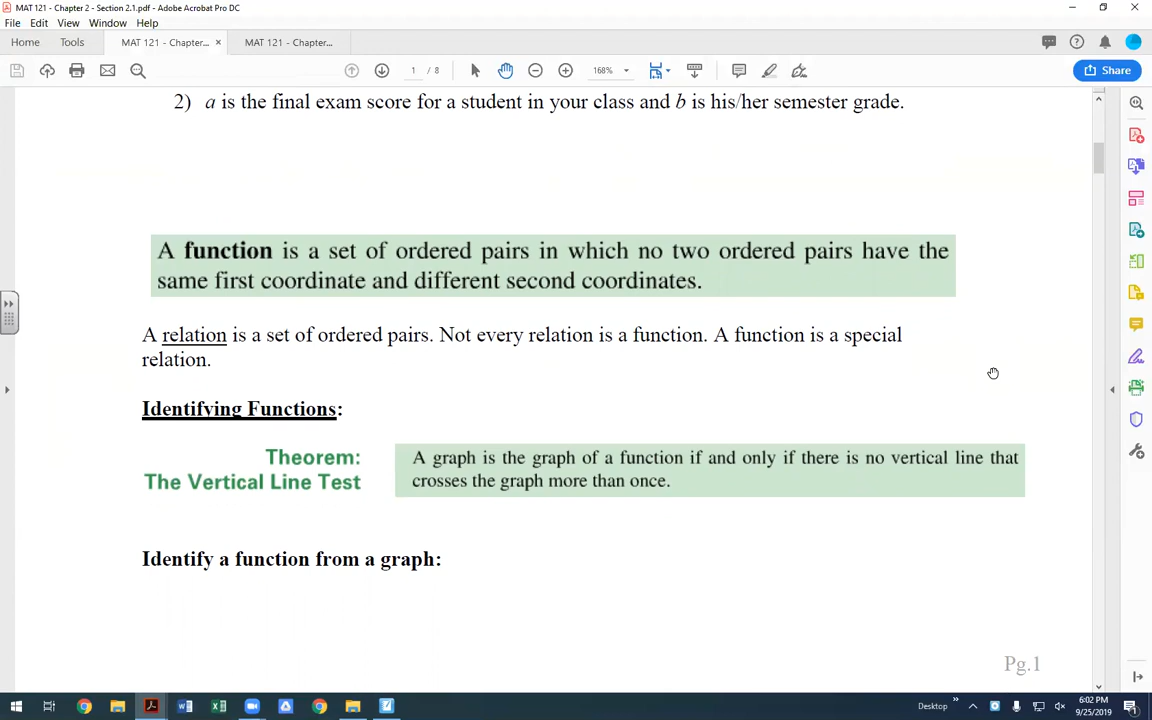 MAT 121 - Chapter 2 - Section 2.1.pdf - Adobe Acrobat Pro DC
File Edit View Window Help
Home Tools MAT 121 - Chapter... × MAT 121 - Chapter...
1 / 8 168% Share
2) a is the final exam score for a student in your class and b is his/her semester grade.
A function is a set of ordered pairs in which no two ordered pairs have the
same first coordinate and different second coordinates.
A relation is a set of ordered pairs. Not every relation is a function. A function is a special
relation.
Identifying Functions:
Theorem:
The Vertical Line Test
A graph is the graph of a function if and only if there is no vertical line that
crosses the graph more than once.
Identify a function from a graph:
Pg.1
Desktop » 6:02 PM
9/25/2019